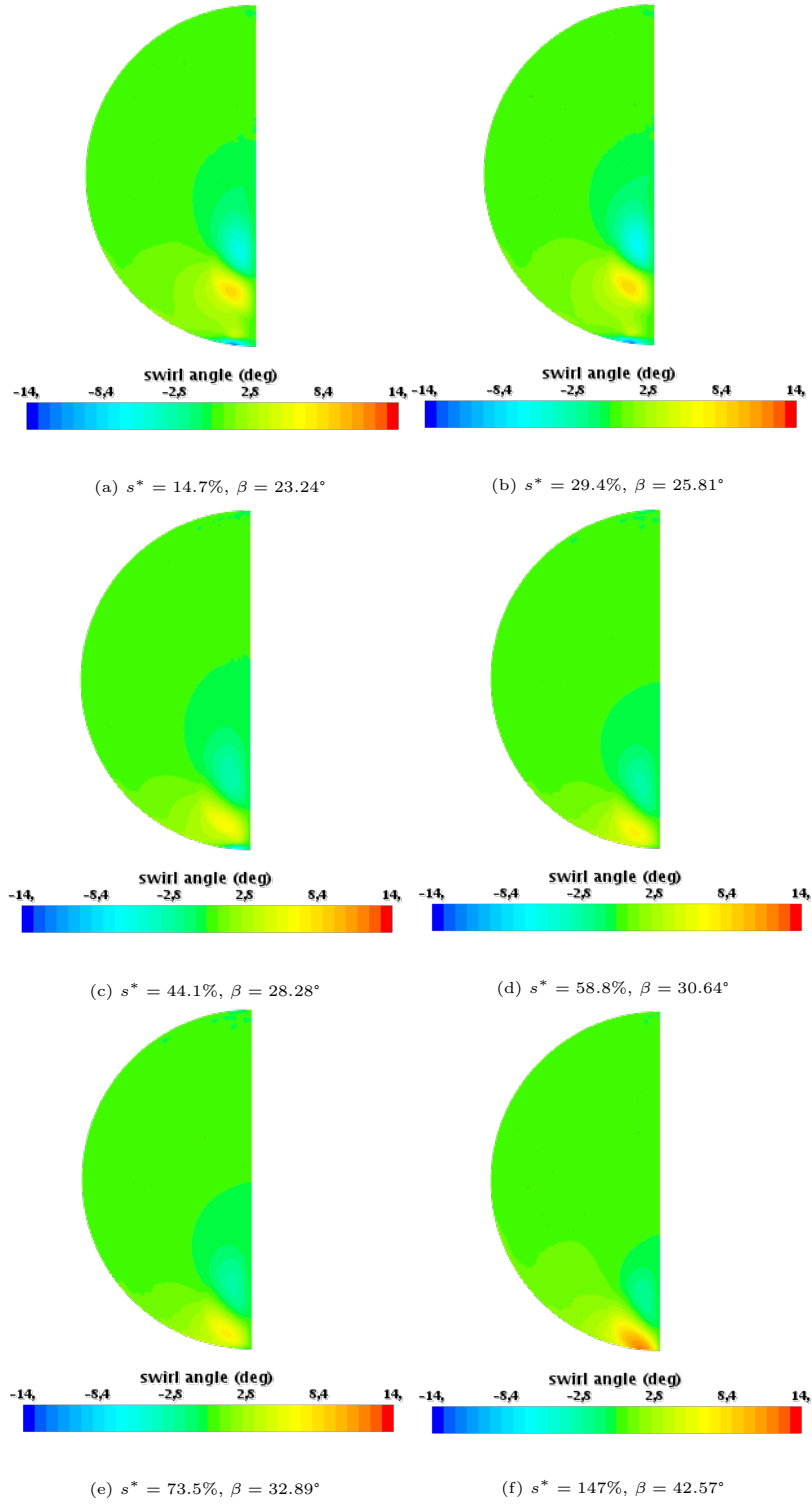 swirl angle (deg)
-14, -8,4 -2,8 2,8 8,4 14,
(a) s* = 14.7%, β = 23.24°
swirl angle (deg)
-14, -8,4 -2,8 2,8 8,4 14,
(b) s* = 29.4%, β = 25.81°
swirl angle (deg)
-14, -8,4 -2,8 2,8 8,4 14,
(c) s* = 44.1%, β = 28.28°
swirl angle (deg)
-14, -8,4 -2,8 2,8 8,4 14,
(d) s* = 58.8%, β = 30.64°
swirl angle (deg)
-14, -8,4 -2,8 2,8 8,4 14,
(e) s* = 73.5%, β = 32.89°
swirl angle (deg)
-14, -8,4 -2,8 2,8 8,4 14,
(f) s* = 147%, β = 42.57°